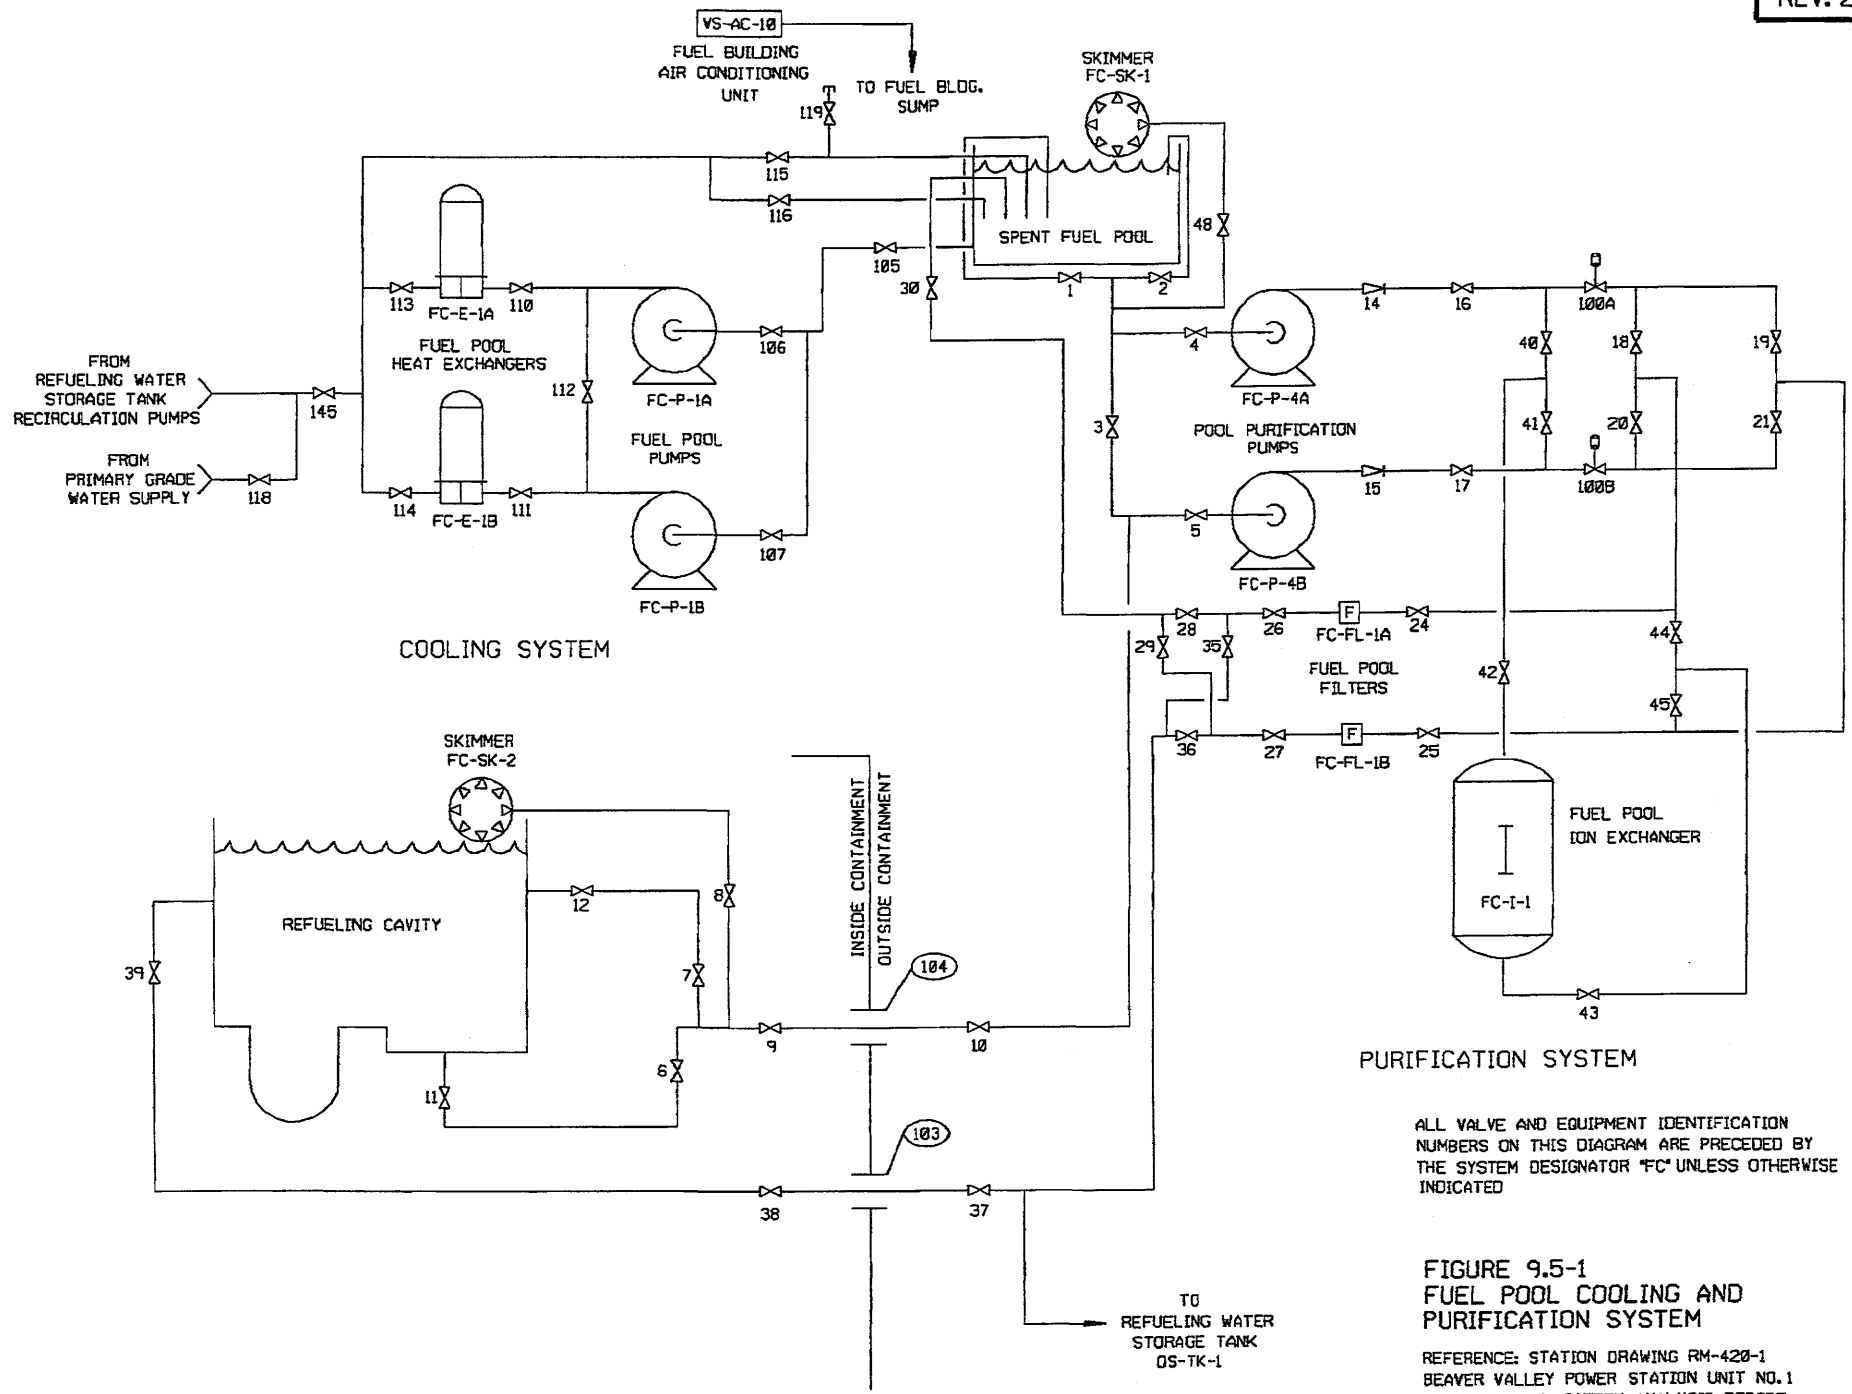 REV. 2
VS-AC-10
FUEL BUILDING
AIR CONDITIONING
UNIT
TO FUEL BLDG.
SUMP
SKIMMER
FC-SK-1
119
115
116
SPENT FUEL POOL
48
105
30
1
2
113
110
FC-E-1A
FUEL POOL
HEAT EXCHANGERS
106
112
FC-P-1A
FUEL POOL
PUMPS
FROM
REFUELING WATER
STORAGE TANK
RECIRCULATION PUMPS
145
FROM
PRIMARY GRADE
WATER SUPPLY
118
114
111
FC-E-1B
107
FC-P-1B
COOLING SYSTEM
4
14
16
100A
40
18
19
FC-P-4A
3
POOL PURIFICATION
PUMPS
41
20
21
5
15
17
100B
FC-P-4B
28
26
F
FC-FL-1A
24
29
35
44
42
FUEL POOL
FILTERS
45
36
27
F
FC-FL-1B
25
FUEL POOL
ION EXCHANGER
FC-I-1
43
PURIFICATION SYSTEM
SKIMMER
FC-SK-2
REFUELING CAVITY
12
8
7
39
INSIDE CONTAINMENT
OUTSIDE CONTAINMENT
104
9
10
6
11
103
38
37
TO
REFUELING WATER
STORAGE TANK
QS-TK-1
ALL VALVE AND EQUIPMENT IDENTIFICATION
NUMBERS ON THIS DIAGRAM ARE PRECEDED BY
THE SYSTEM DESIGNATOR "FC" UNLESS OTHERWISE
INDICATED
FIGURE 9.5-1
FUEL POOL COOLING AND
PURIFICATION SYSTEM
REFERENCE: STATION DRAWING RM-420-1
BEAVER VALLEY POWER STATION UNIT NO. 1